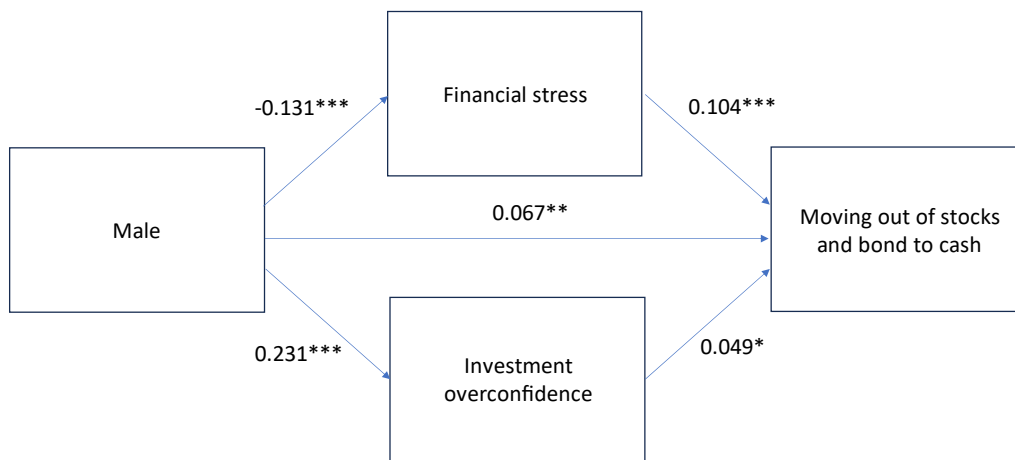 Financial stress
-0.131***
0.104***
Male
0.067**
Moving out of stocks
and bond to cash
0.231***
0.049*
Investment
overconfidence